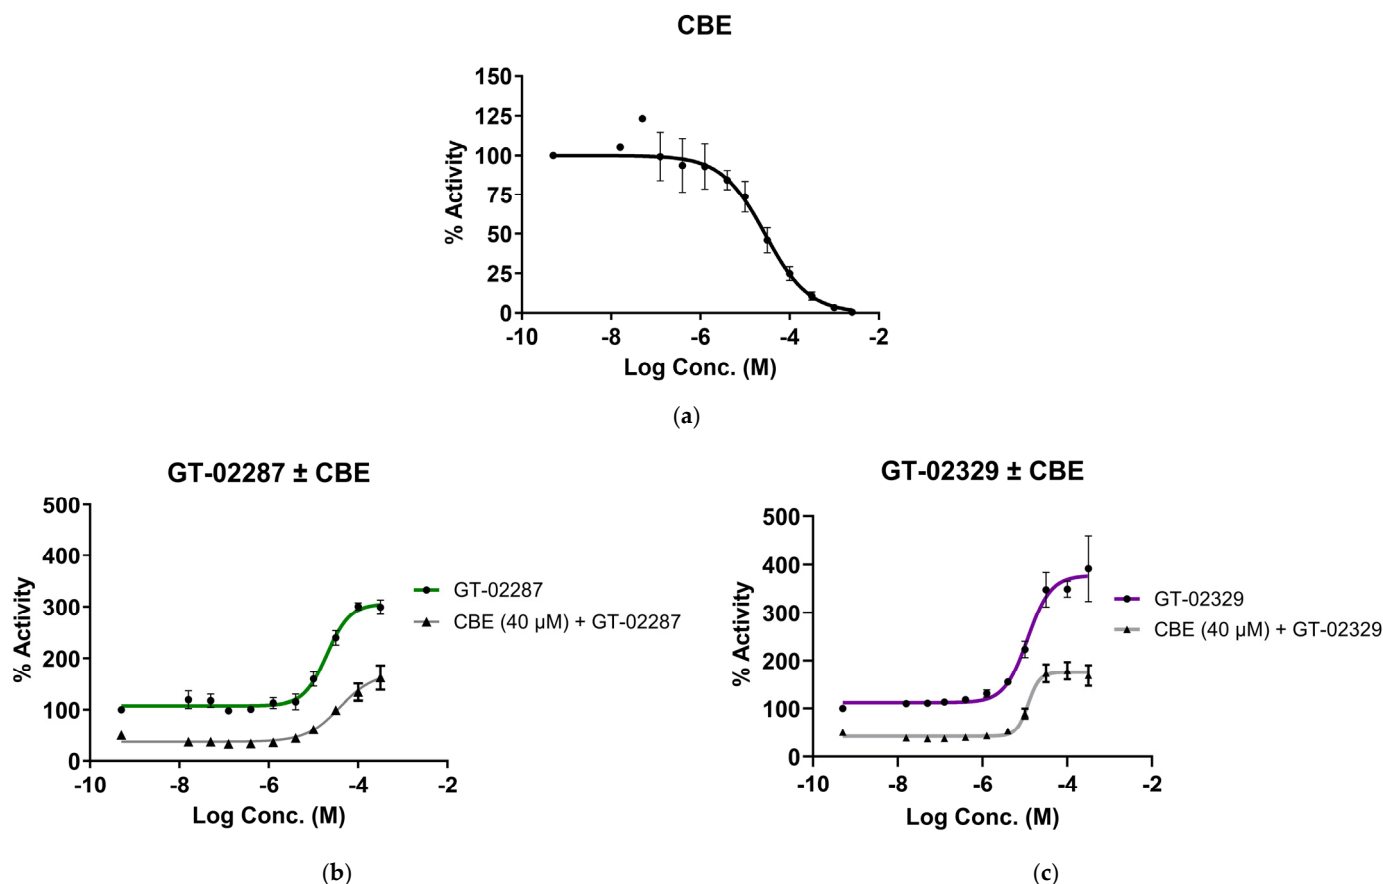 CBE
150
125
100
75
50
25
0
% Activity
-10
-8
-6
-4
-2
Log Conc. (M)
(a)
GT-02287 ± CBE
500
400
300
200
100
0
% Activity
-10
-8
-6
-4
-2
Log Conc. (M)
GT-02287
CBE (40 µM) + GT-02287
(b)
GT-02329 ± CBE
500
400
300
200
100
0
% Activity
-10
-8
-6
-4
-2
Log Conc. (M)
GT-02329
CBE (40 µM) + GT-02329
(c)